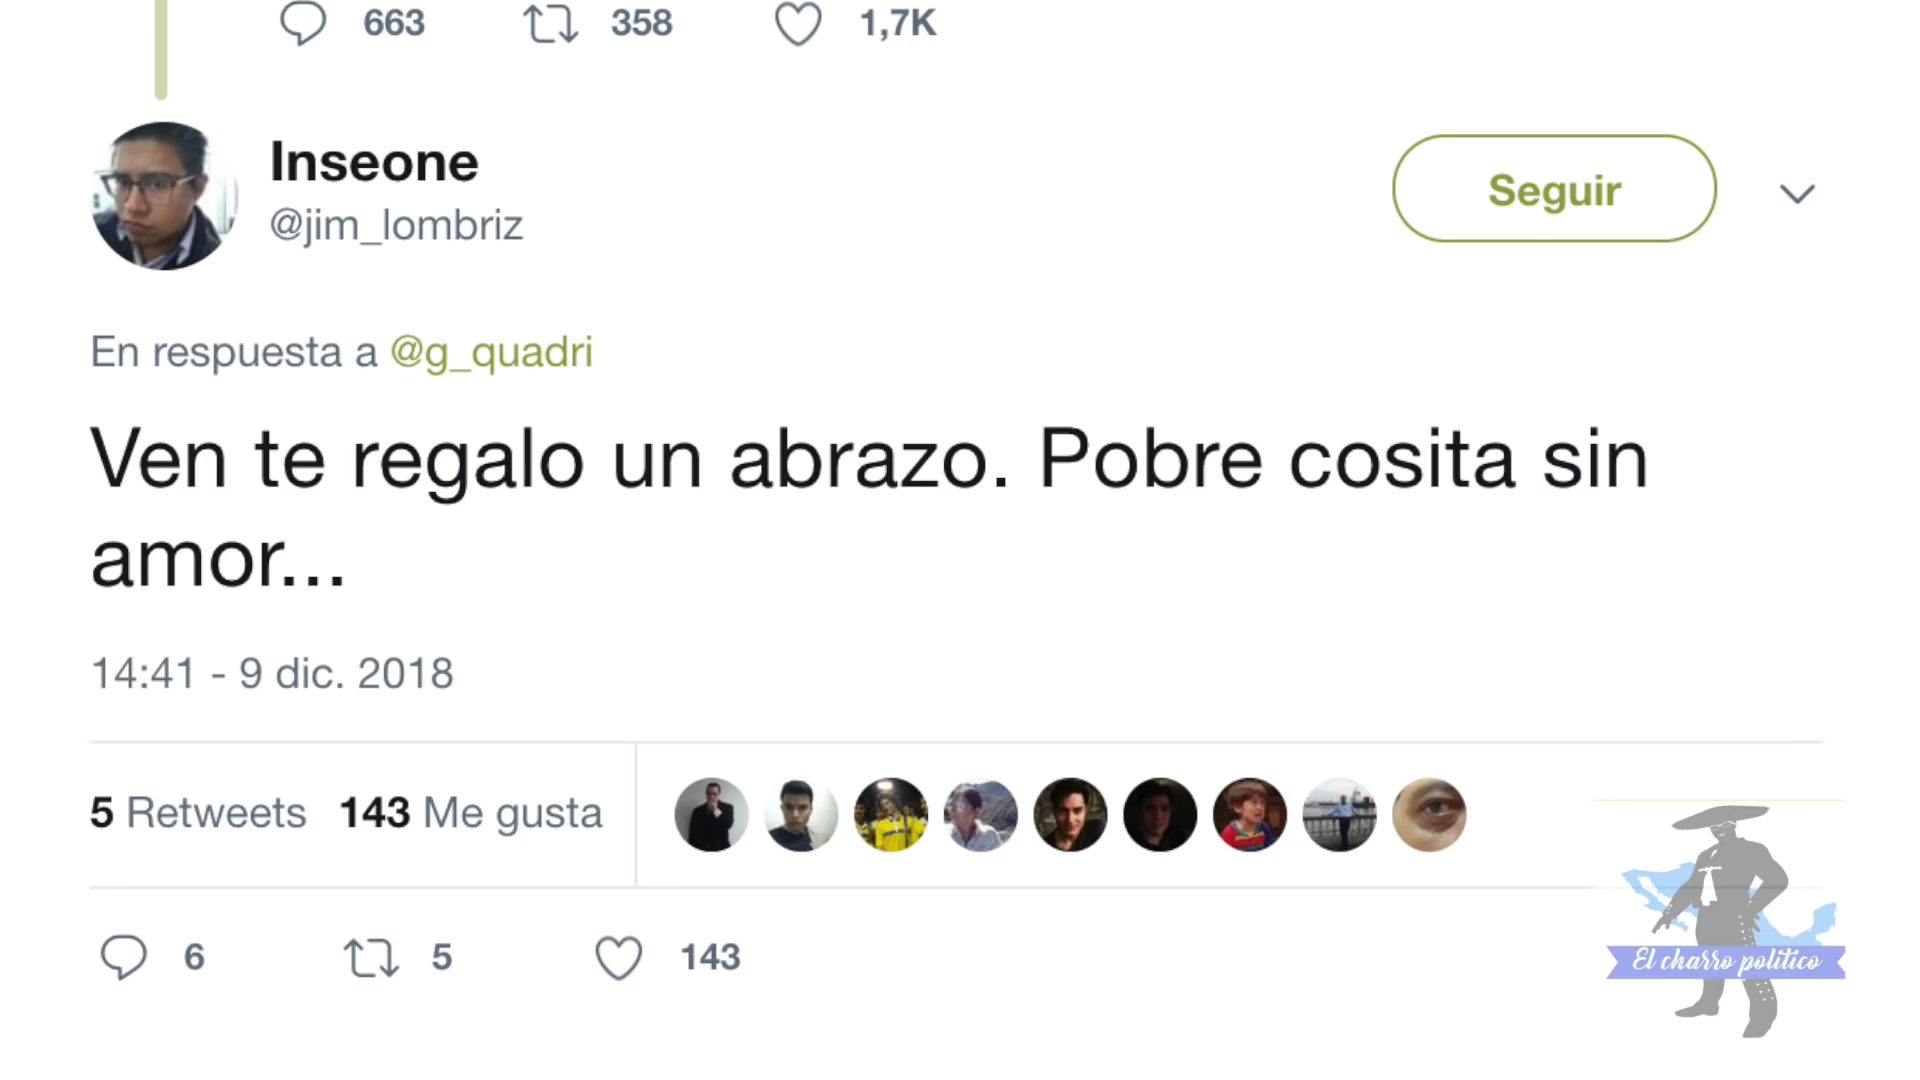 663 358 1,7K
Inseone
@jim_lombriz
Seguir
En respuesta a @g_quadri
Ven te regalo un abrazo. Pobre cosita sin
amor...
14:41 - 9 dic. 2018
5 Retweets 143 Me gusta
6 5 143
El charro político